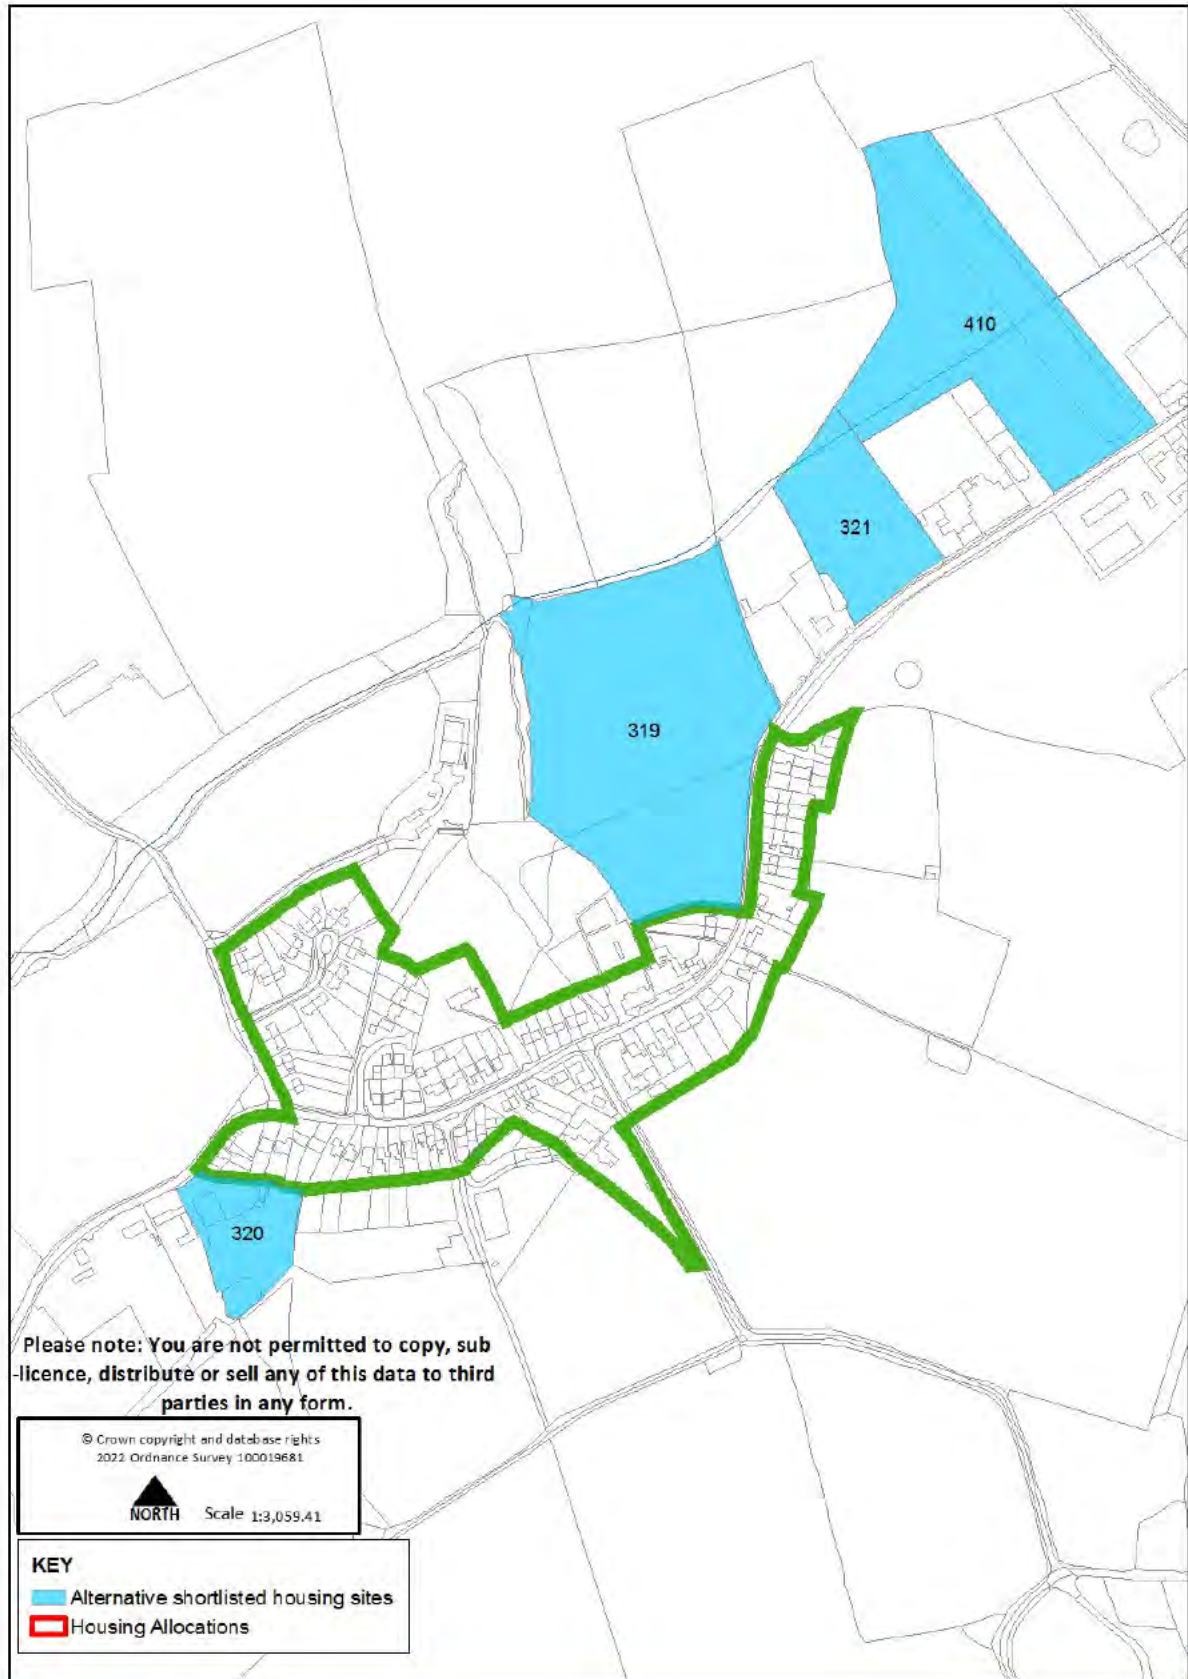 410
321
319
320
Please note: You are not permitted to copy, sub
-licence, distribute or sell any of this data to third
parties in any form.
© Crown copyright and database rights
2022 Ordnance Survey 100019681
NORTH Scale 1:3,059.41
KEY
Alternative shortlisted housing sites
Housing Allocations